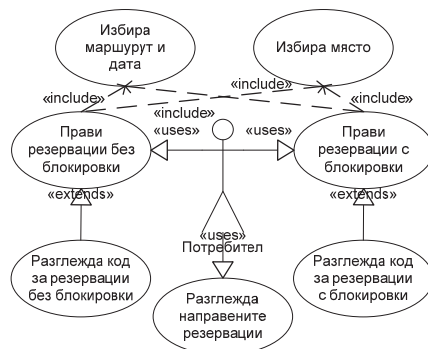 Избира
маршурут и
дата
Избира място
«include»
«include»
«include»
«include»
Прави
резервации без
блокировки
«uses»
«uses»
Прави
резервации с
блокировки
«extends»
«extends»
«uses»
Потребител
Разглежда код
за резервации
без блокировки
Разглежда
направените
резервации
Разглежда код
за резервации
с блокировки